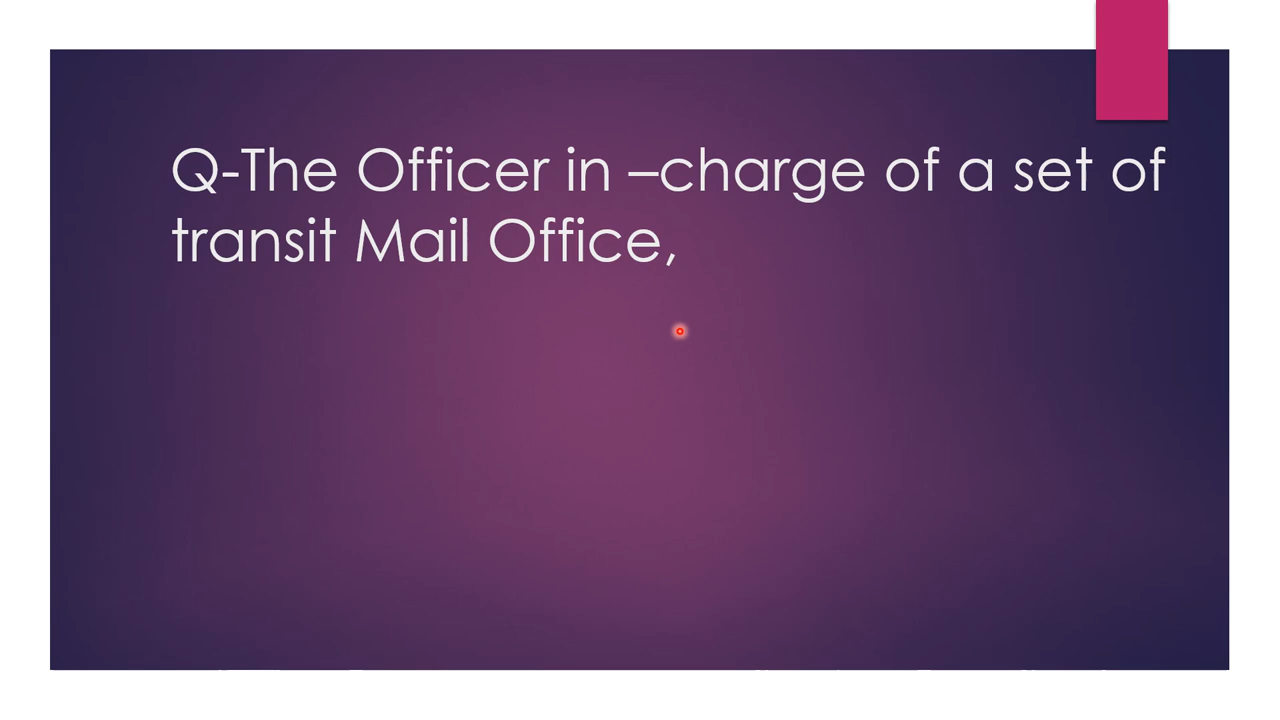 Q-The Officer in –charge of a set of
transit Mail Office,